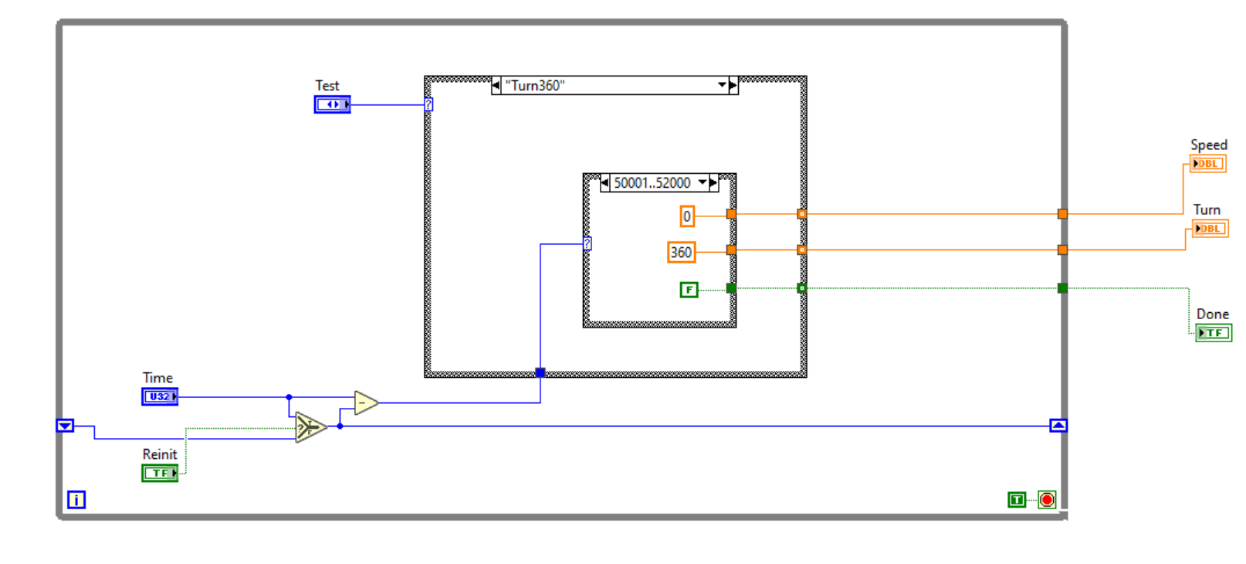 "Turn360"
Test
?
Speed
DBL
50001..52000
Turn
0
DBL
?
360
F
Done
TF
Time
U32
-
T
?
F
Reinit
TF
i
T